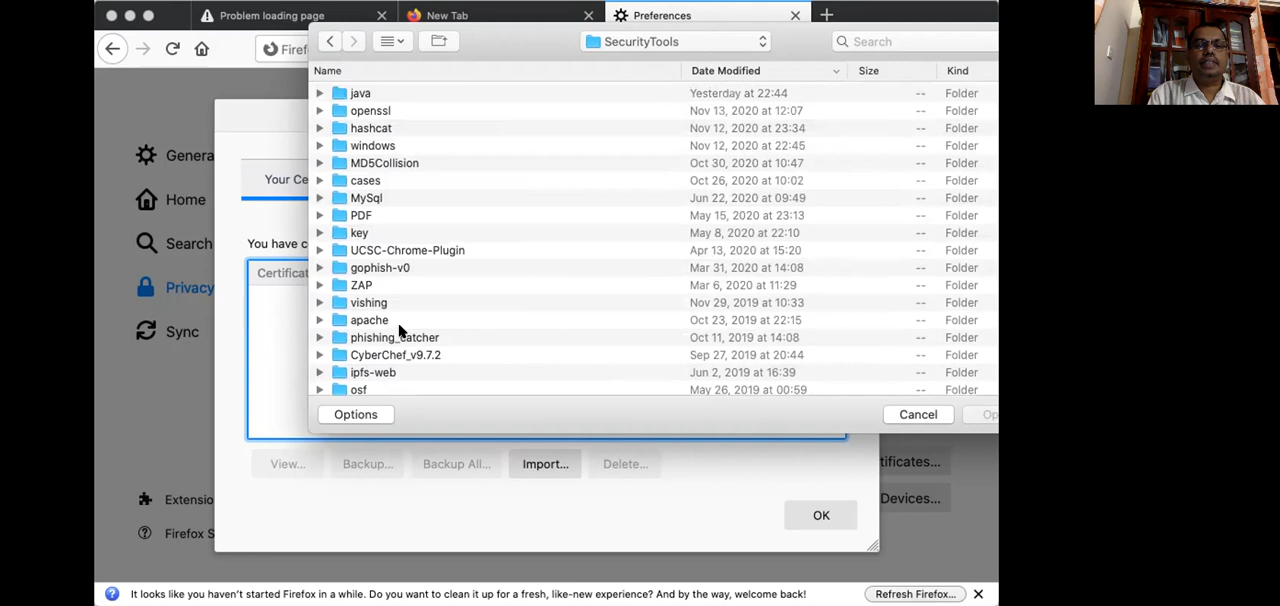 Problem loading page
New Tab
Preferences
Firef
SecurityTools
Search
Name
Date Modified
Size
Kind
java Yesterday at 22:44 -- Folder
openssl Nov 13, 2020 at 12:07 -- Folder
hashcat Nov 12, 2020 at 23:34 -- Folder
windows Nov 12, 2020 at 22:45 -- Folder
MD5Collision Oct 30, 2020 at 10:47 -- Folder
cases Oct 26, 2020 at 10:02 -- Folder
MySql Jun 22, 2020 at 09:49 -- Folder
PDF May 15, 2020 at 23:13 -- Folder
key May 8, 2020 at 22:10 -- Folder
UCSC-Chrome-Plugin Apr 13, 2020 at 15:20 -- Folder
gophish-v0 Mar 31, 2020 at 14:08 -- Folder
ZAP Mar 6, 2020 at 11:29 -- Folder
vishing Nov 29, 2019 at 10:33 -- Folder
apache Oct 23, 2019 at 22:15 -- Folder
phishing_catcher Oct 11, 2019 at 14:08 -- Folder
CyberChef_v9.7.2 Sep 27, 2019 at 20:44 -- Folder
ipfs-web Jun 2, 2019 at 16:39 -- Folder
osf May 26, 2019 at 00:59 -- Folder
Options
Cancel
Op
Genera
Home
Search
Privacy
Sync
Extensio
Firefox S
Your Ce
You have c
Certificat
View...
Backup...
Backup All...
Import...
Delete...
OK
tificates...
Devices...
It looks like you haven't started Firefox in a while. Do you want to clean it up for a fresh, like-new experience? And by the way, welcome back!
Refresh Firefox...